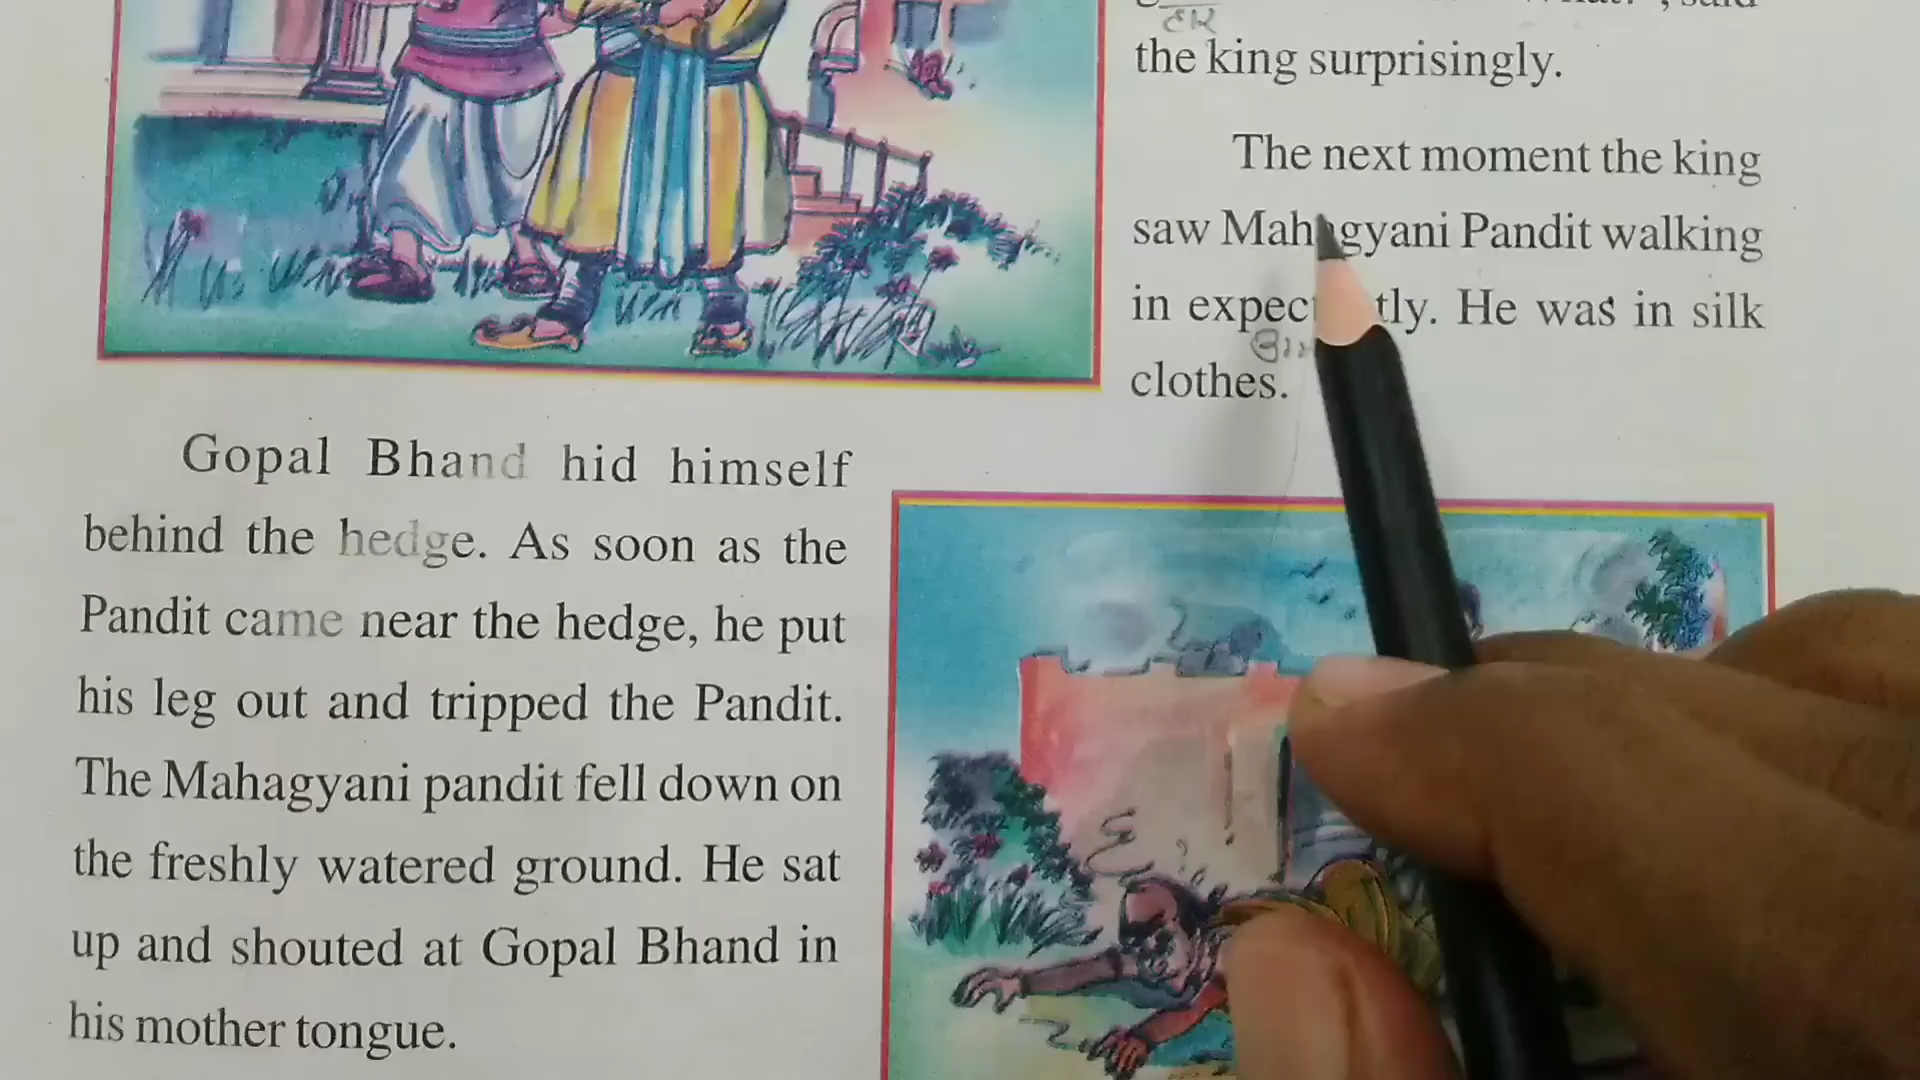 said
the king surprisingly.
The next moment the king
saw Mahagyani Pandit walking
in He was in silk
clothes.
Gopal Bhand hid himself
behind the hedge. As soon as the
Pandit came near the hedge, he put
his leg out and tripped the Pandit.
The Mahagyani pandit fell down on
the freshly watered ground. He sat
up and shouted at Gopal Bhand in
his mother tongue.